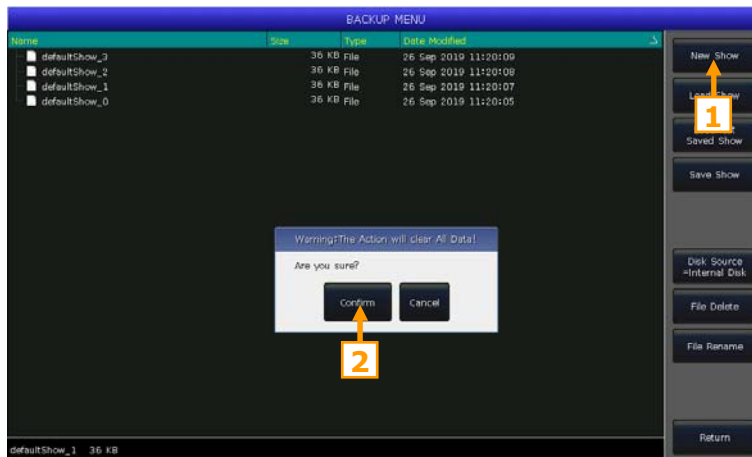 BACKUP MENU
Name Size Type Date Modified
defaultShow_3 36 KB File 26 Sep 2019 11:20:09
defaultShow_2 36 KB File 26 Sep 2019 11:20:08
defaultShow_1 36 KB File 26 Sep 2019 11:20:07
defaultShow_0 36 KB File 26 Sep 2019 11:20:05
New Show
1
Saved Show
Save Show
Warning:The Action will clear All Data!
Are you sure?
Confirm Cancel
2
Disk Source
=Internal Disk
File Delete
File Rename
Return
defaultShow_1 36 KB